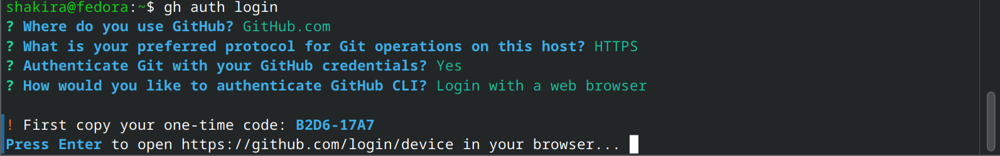 shakira@fedora:~$ gh auth login
? Where do you use GitHub? GitHub.com
? What is your preferred protocol for Git operations on this host? HTTPS
? Authenticate Git with your GitHub credentials? Yes
? How would you like to authenticate GitHub CLI? Login with a web browser
! First copy your one-time code: B2D6-17A7
Press Enter to open https://github.com/login/device in your browser...